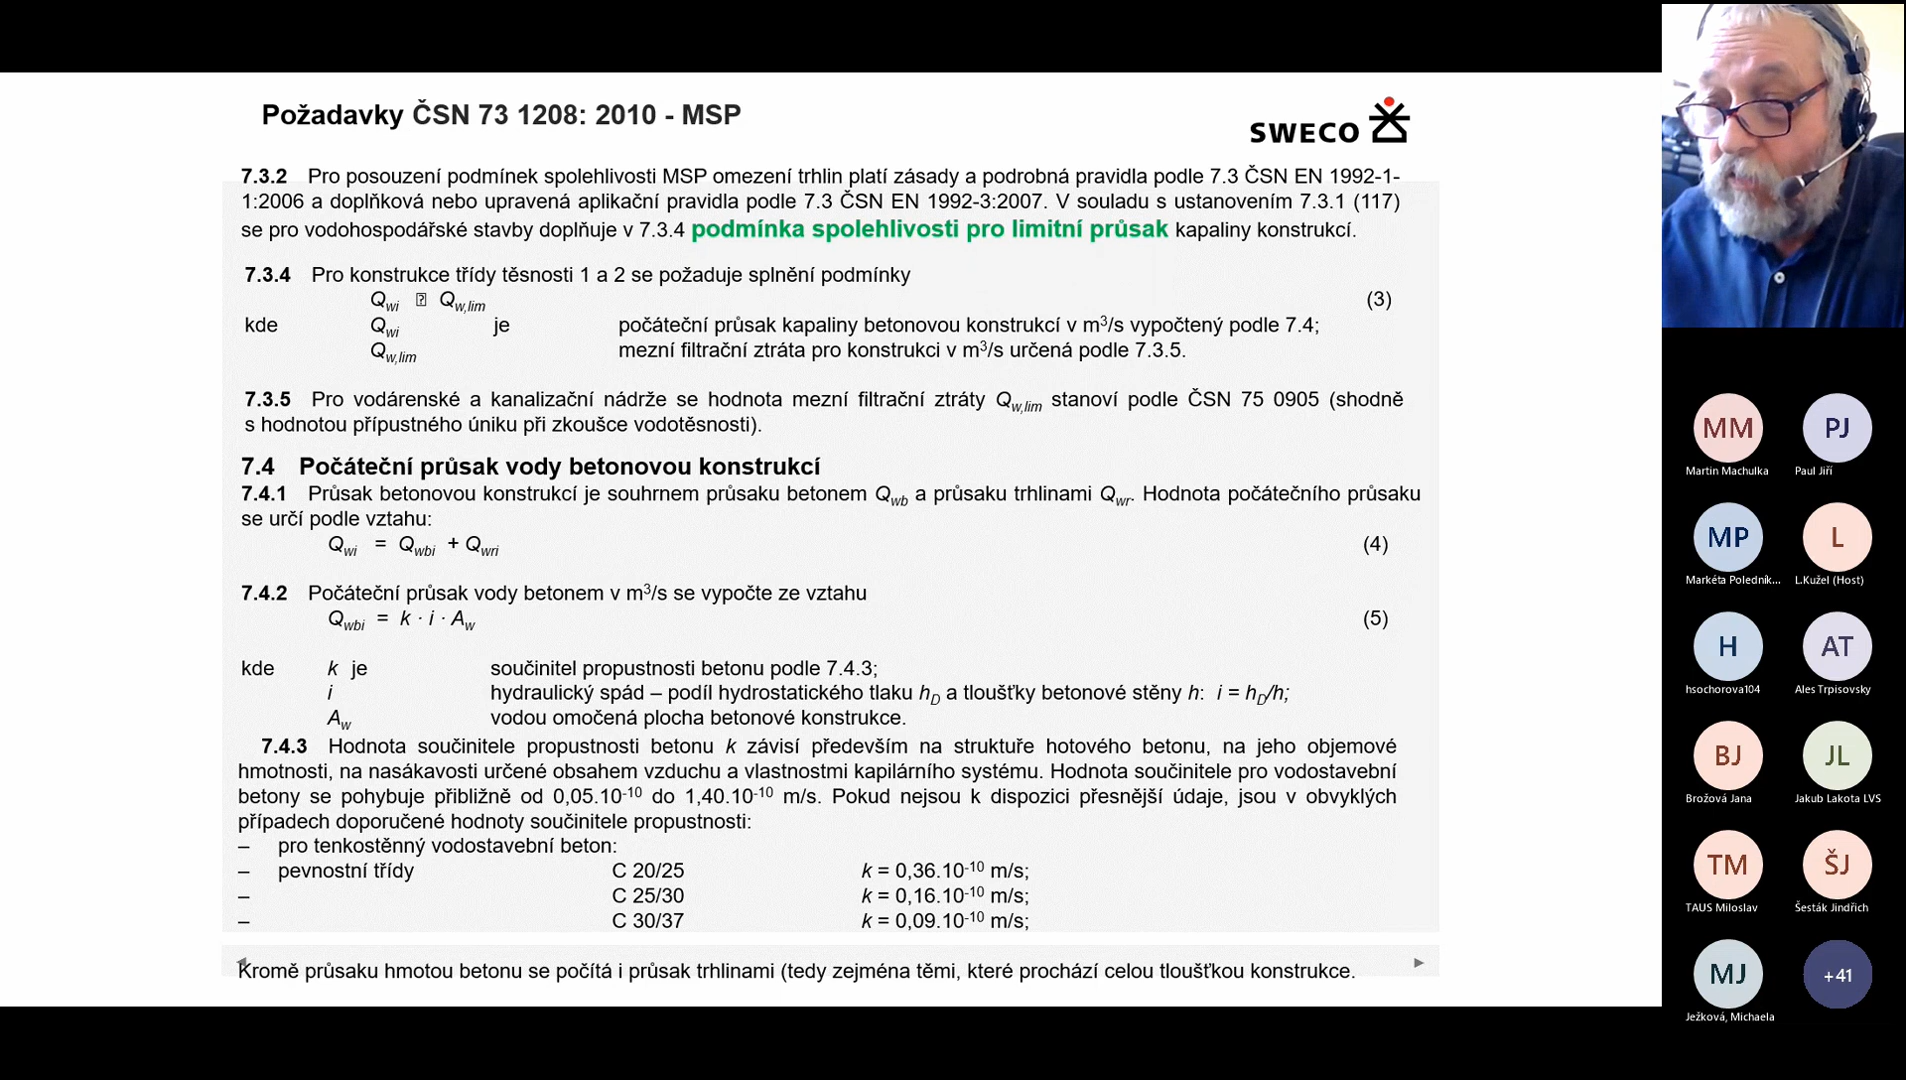 Požadavky ČSN 73 1208: 2010 - MSP
SWECO
7.3.2 Pro posouzení podmínek spolehlivosti MSP omezení trhlin platí zásady a podrobná pravidla podle 7.3 ČSN EN 1992-1-
1:2006 a doplňková nebo upravená aplikační pravidla podle 7.3 ČSN EN 1992-3:2007. V souladu s ustanovením 7.3.1 (117)
se pro vodohospodářské stavby doplňuje v 7.3.4 podmínka spolehlivosti pro limitní průsak kapaliny konstrukcí.
7.3.4 Pro konstrukce třídy těsnosti 1 a 2 se požaduje splnění podmínky
Qwi ⍰ Qw,lim (3)
kde Qwi je počáteční průsak kapaliny betonovou konstrukcí v m³/s vypočtený podle 7.4;
Qw,lim mezní filtrační ztráta pro konstrukci v m³/s určená podle 7.3.5.
7.3.5 Pro vodárenské a kanalizační nádrže se hodnota mezní filtrační ztráty Qw,lim stanoví podle ČSN 75 0905 (shodně
s hodnotou přípustného úniku při zkoušce vodotěsnosti).
7.4 Počáteční průsak vody betonovou konstrukcí
7.4.1 Průsak betonovou konstrukcí je souhrnem průsaku betonem Qwb a průsaku trhlinami Qwr. Hodnota počátečního průsaku
se určí podle vztahu:
Qwi = Qwbi + Qwri (4)
7.4.2 Počáteční průsak vody betonem v m³/s se vypočte ze vztahu
Qwbi = k · i · Aw (5)
kde k je součinitel propustnosti betonu podle 7.4.3;
i hydraulický spád – podíl hydrostatického tlaku hD a tloušťky betonové stěny h: i = hD/h;
Aw vodou omočená plocha betonové konstrukce.
7.4.3 Hodnota součinitele propustnosti betonu k závisí především na struktuře hotového betonu, na jeho objemové
hmotnosti, na nasákavosti určené obsahem vzduchu a vlastnostmi kapilárního systému. Hodnota součinitele pro vodostavební
betony se pohybuje přibližně od 0,05.10⁻¹⁰ do 1,40.10⁻¹⁰ m/s. Pokud nejsou k dispozici přesnější údaje, jsou v obvyklých
případech doporučené hodnoty součinitele propustnosti:
– pro tenkostěnný vodostavební beton:
– pevnostní třídy C 20/25 k = 0,36.10⁻¹⁰ m/s;
– C 25/30 k = 0,16.10⁻¹⁰ m/s;
– C 30/37 k = 0,09.10⁻¹⁰ m/s;
Kromě průsaku hmotou betonu se počítá i průsak trhlinami (tedy zejména těmi, které prochází celou tloušťkou konstrukce.
MM
Martin Machulka
PJ
Paul Jiří
MP
Markéta Poledník...
L
L.Kužel (Host)
H
hsochorova104
AT
Ales Trpisovsky
BJ
Brožová Jana
JL
Jakub Lakota LVS
TM
TAUS Miloslav
ŠJ
Šesták Jindřich
MJ
Ježková, Michaela
+41